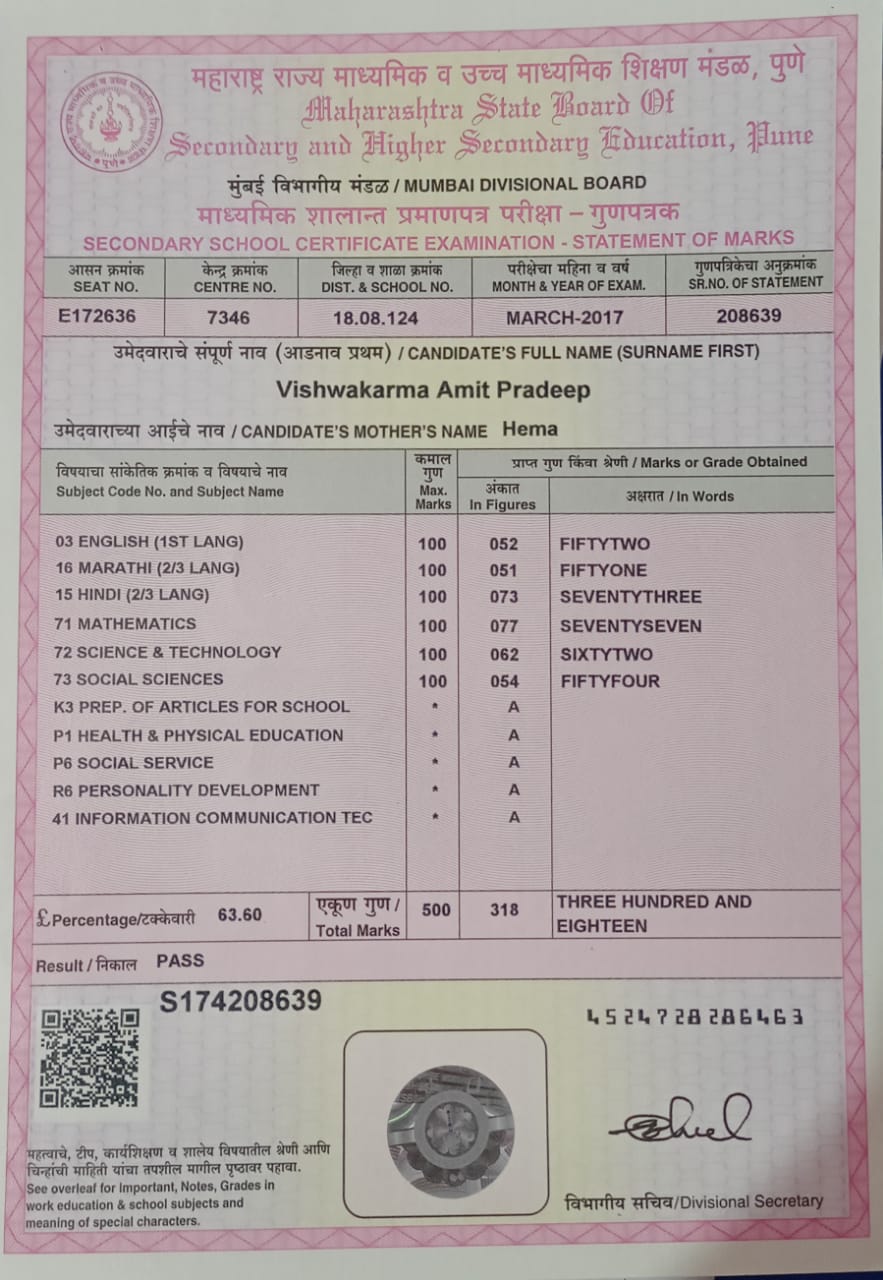 महाराष्ट्र राज्य माध्यमिक व उच्च माध्यमिक शिक्षण मंडळ, पुणे
Maharashtra State Board Of
Secondary and Higher Secondary Education, Pune
मुंबई विभागीय मंडळ / MUMBAI DIVISIONAL BOARD
माध्यमिक शालान्त प्रमाणपत्र परीक्षा – गुणपत्रक
SECONDARY SCHOOL CERTIFICATE EXAMINATION - STATEMENT OF MARKS
आसन क्रमांक केन्द्र क्रमांक जिल्हा व शाळा क्रमांक परीक्षेचा महिना व वर्ष गुणपत्रिकेचा अनुक्रमांक
SEAT NO. CENTRE NO. DIST. & SCHOOL NO. MONTH & YEAR OF EXAM. SR.NO. OF STATEMENT
E172636 7346 18.08.124 MARCH-2017 208639
उमेदवाराचे संपूर्ण नाव (आडनाव प्रथम) / CANDIDATE'S FULL NAME (SURNAME FIRST)
Vishwakarma Amit Pradeep
उमेदवाराच्या आईचे नाव / CANDIDATE'S MOTHER'S NAME Hema
विषयाचा सांकेतिक क्रमांक व विषयाचे नाव
Subject Code No. and Subject Name
कमाल
गुण
Max.
Marks
प्राप्त गुण किंवा श्रेणी / Marks or Grade Obtained
अंकात
In Figures
अक्षरात / In Words
03 ENGLISH (1ST LANG) 100 052 FIFTYTWO
16 MARATHI (2/3 LANG) 100 051 FIFTYONE
15 HINDI (2/3 LANG) 100 073 SEVENTYTHREE
71 MATHEMATICS 100 077 SEVENTYSEVEN
72 SCIENCE & TECHNOLOGY 100 062 SIXTYTWO
73 SOCIAL SCIENCES 100 054 FIFTYFOUR
K3 PREP. OF ARTICLES FOR SCHOOL * A
P1 HEALTH & PHYSICAL EDUCATION * A
P6 SOCIAL SERVICE * A
R6 PERSONALITY DEVELOPMENT * A
41 INFORMATION COMMUNICATION TEC * A
£ Percentage/टक्केवारी 63.60
एकूण गुण /
Total Marks
500 318
THREE HUNDRED AND
EIGHTEEN
Result / निकाल PASS
S174208639
4524728286463
महत्वाचे, टीप, कार्यशिक्षण व शालेय विषयातील श्रेणी आणि
चिन्हांची माहिती यांचा तपशील मागील पृष्ठावर पहावा.
See overleaf for Important, Notes, Grades in
work education & school subjects and
meaning of special characters.
विभागीय सचिव/Divisional Secretary